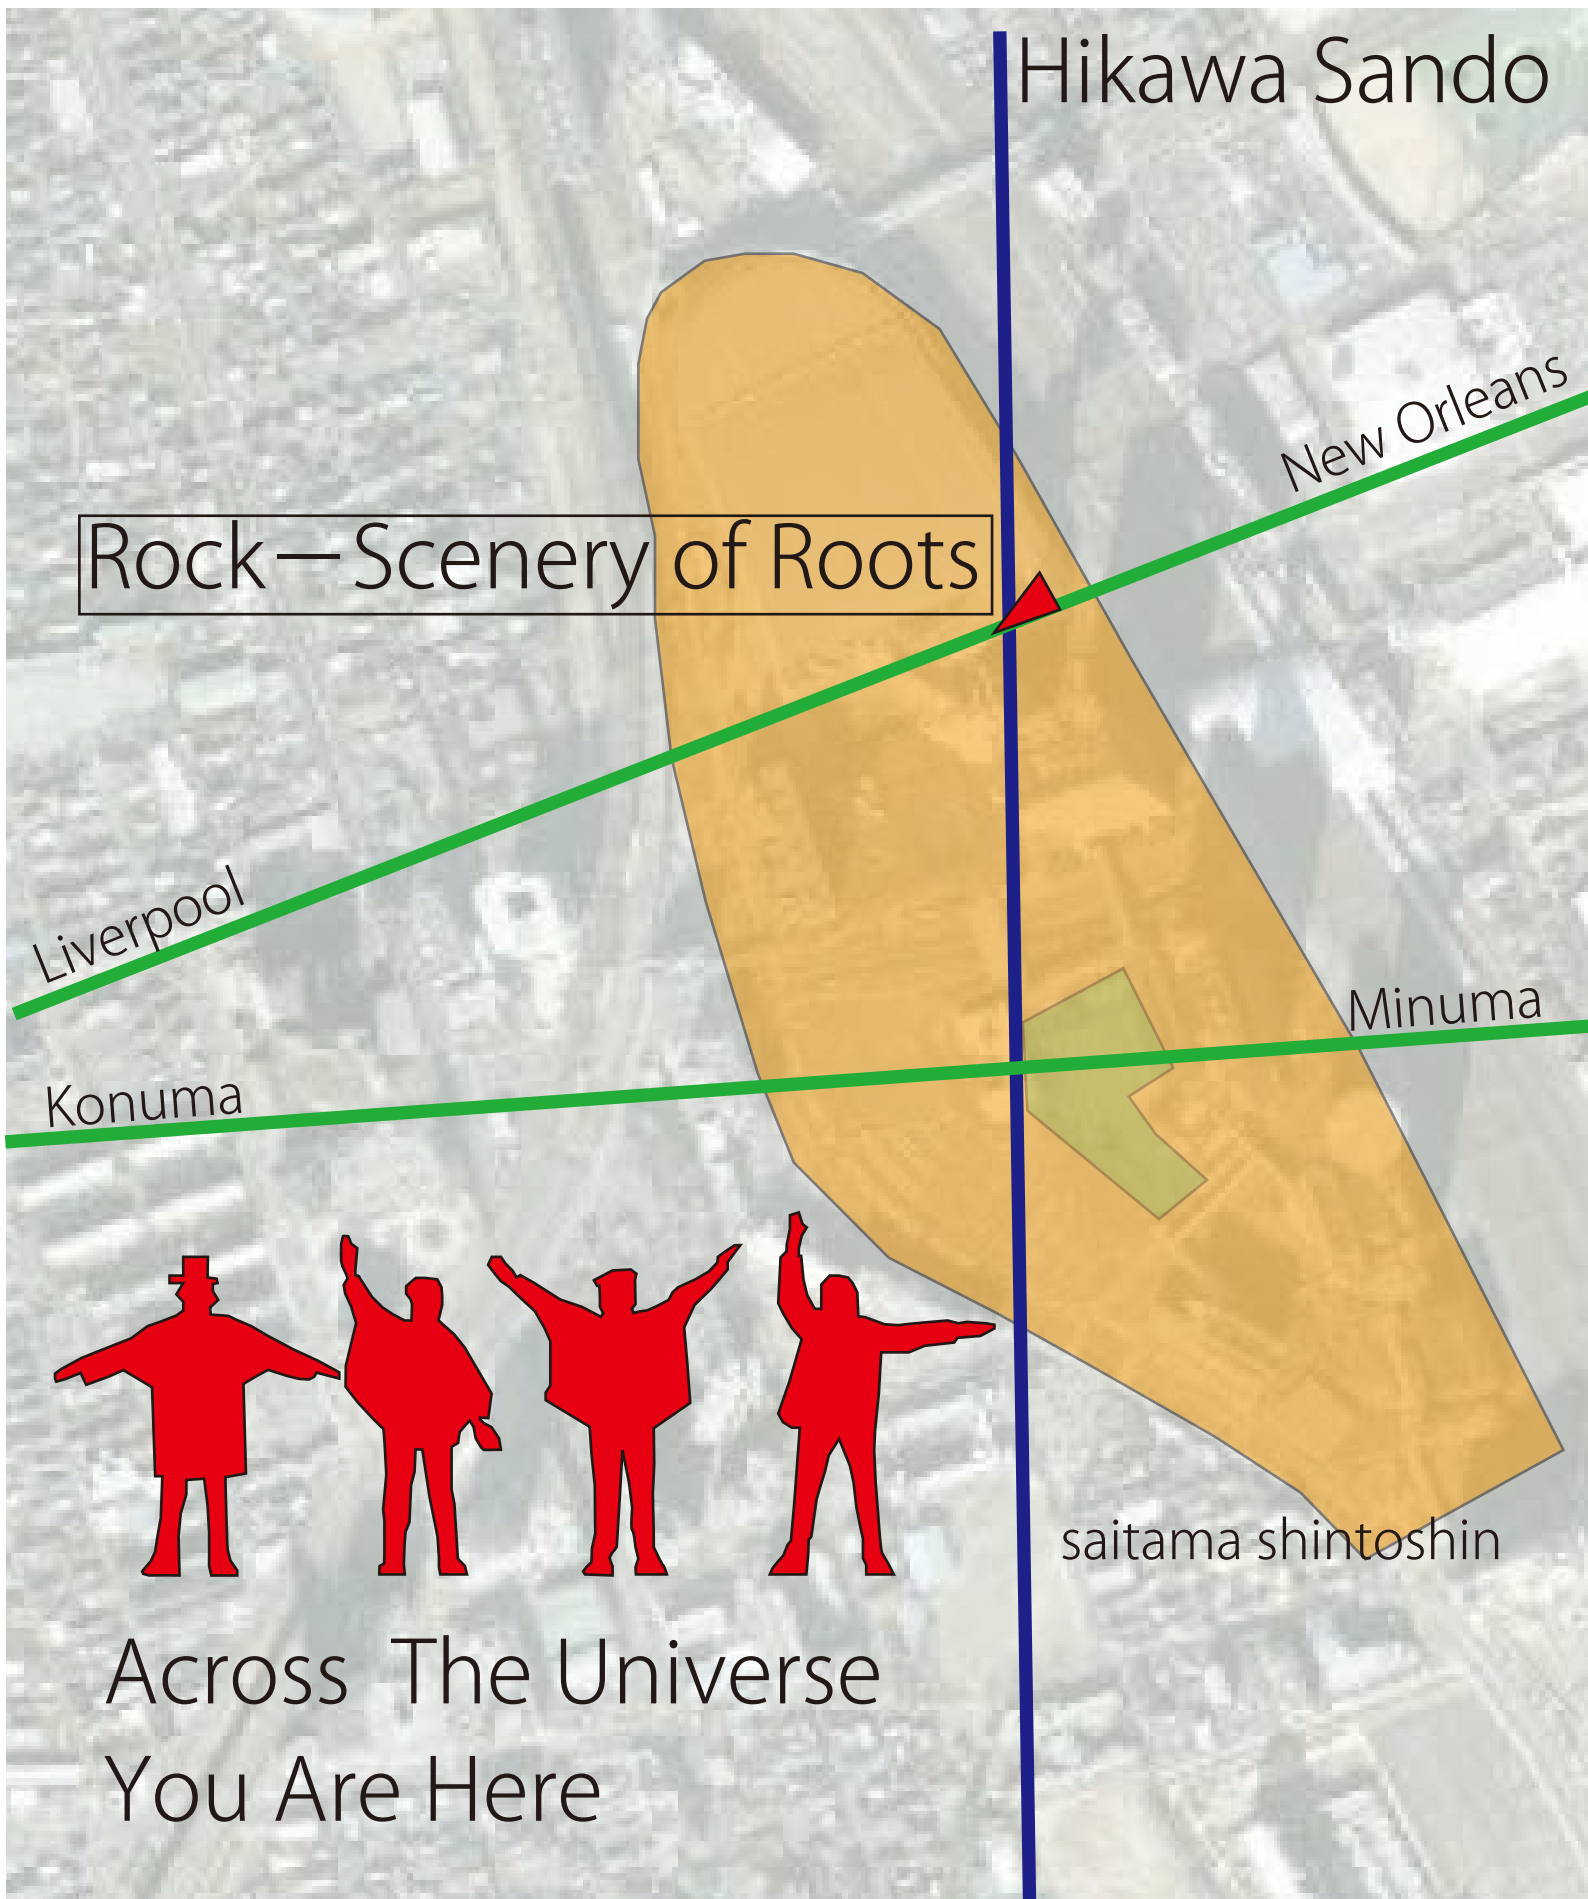 Hikawa Sando
New Orleans
Rock—Scenery of Roots
Liverpool
Minuma
Konuma
saitama shintoshin
Across The Universe
You Are Here